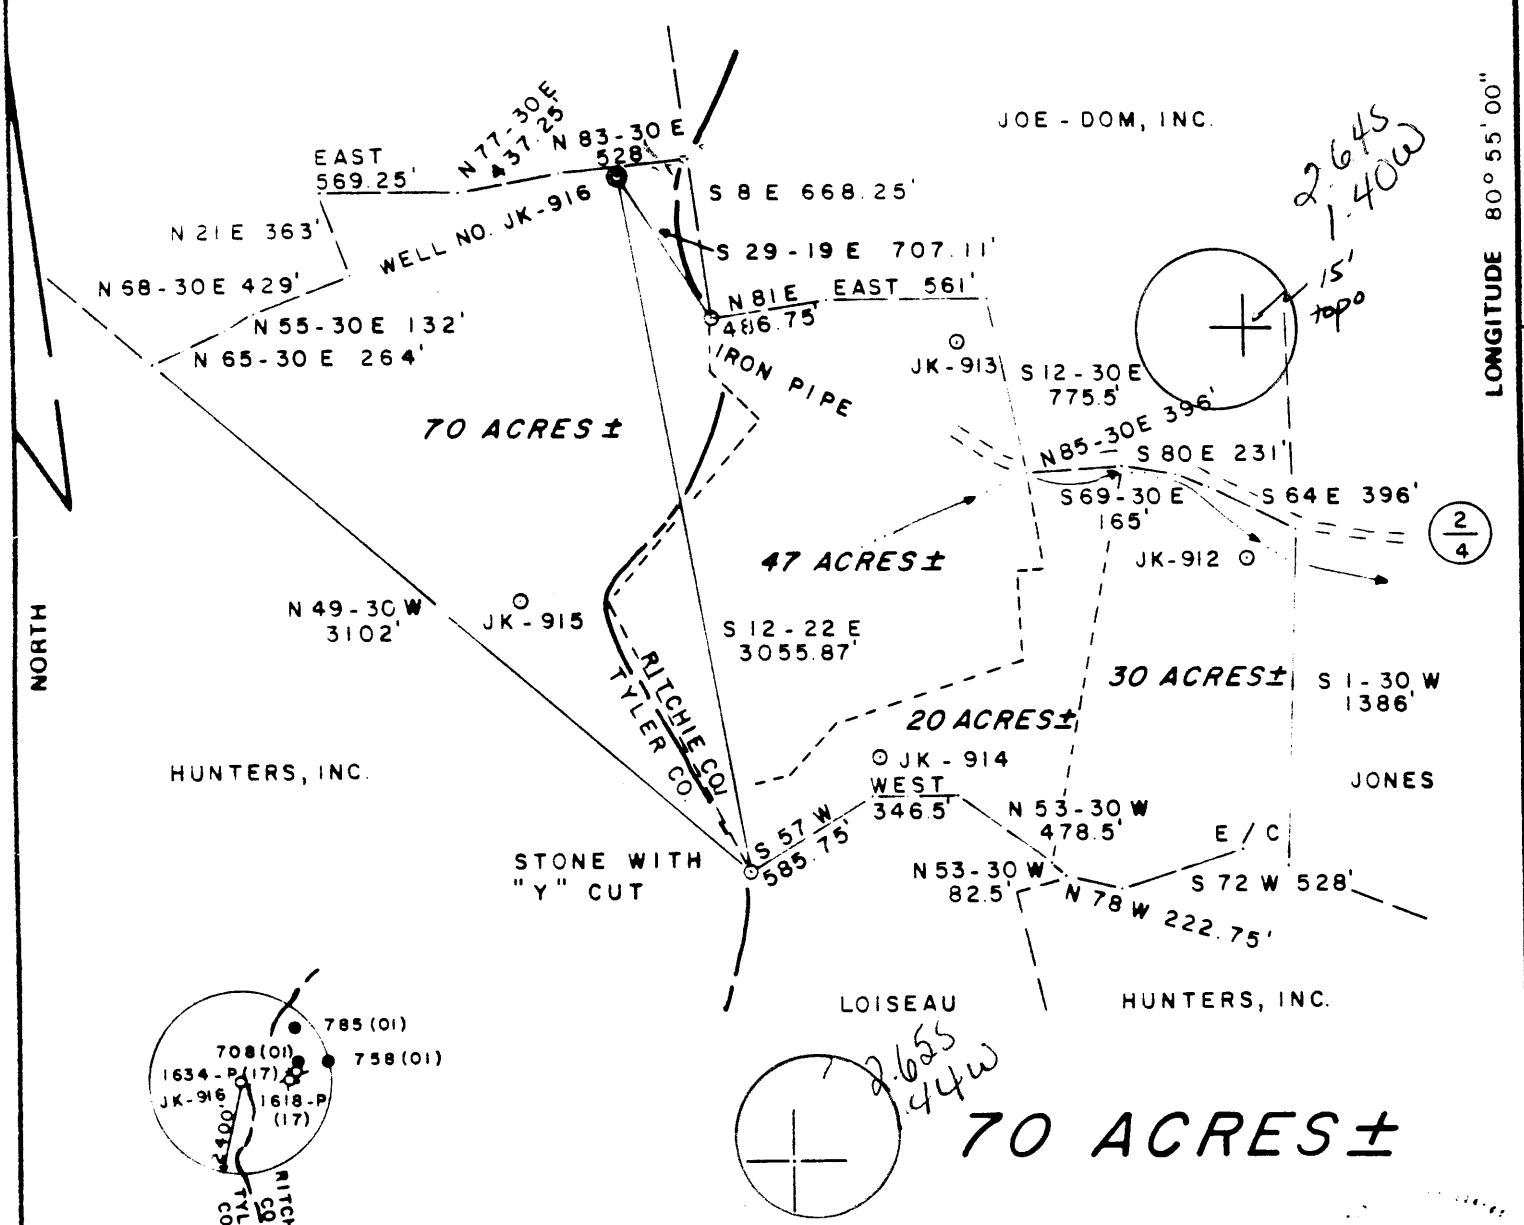 JOE - DOM, INC.
LONGITUDE 80° 55' 00"
2.64S
1.40W
15'
topo
EAST
569.25'
N 77-30 E
437.25'
N 83-30 E
528'
S 8 E 668.25'
N 21 E 363'
WELL NO. JK-916
S 29-19 E 707.11'
N 68-30 E 429'
N 55-30 E 132'
N 65-30 E 264'
N 81 E
486.75'
EAST 561'
IRON PIPE
JK-913
S 12-30 E
775.5'
70 ACRES ±
N 85-30 E 396'
S 80 E 231'
S 69-30 E
165'
S 64 E 396'
2
4
47 ACRES ±
JK-912
N 49-30 W
3102'
JK-915
S 12-22 E
3055.87'
NORTH
RITCHIE CO.
TYLER CO.
30 ACRES ±
S 1-30 W
1386'
20 ACRES ±
JK - 914
HUNTERS, INC.
WEST
346.5'
JONES
N 53-30 W
478.5'
E / C
S 57 W
585.75'
STONE WITH
"Y" CUT
N 53-30 W
82.5'
S 72 W 528'
N 78 W 222.75'
LOISEAU
HUNTERS, INC.
785 (01)
708 (01)
758 (01)
1634-P (17)
JK-916
1618-P
(17)
2400'
RITCH
CO
TYL
CO
2.65S
.44W
70 ACRES ±